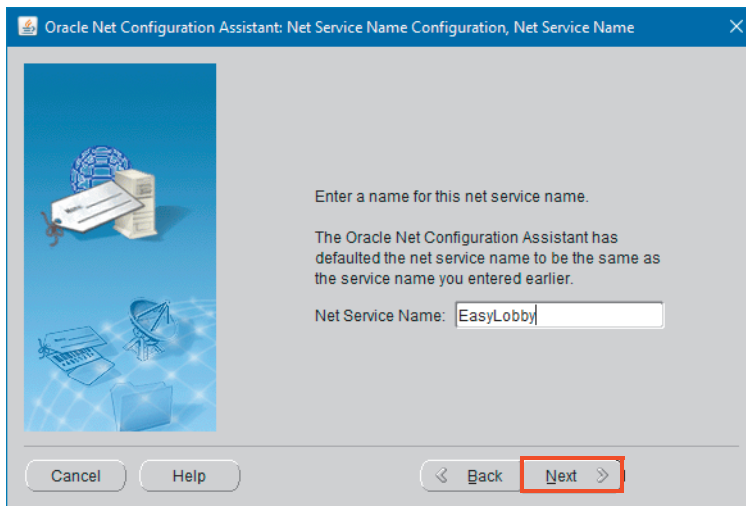 Oracle Net Configuration Assistant: Net Service Name Configuration, Net Service Name
Enter a name for this net service name.
The Oracle Net Configuration Assistant has
defaulted the net service name to be the same as
the service name you entered earlier.
Net Service Name: EasyLobby
Cancel Help Back Next